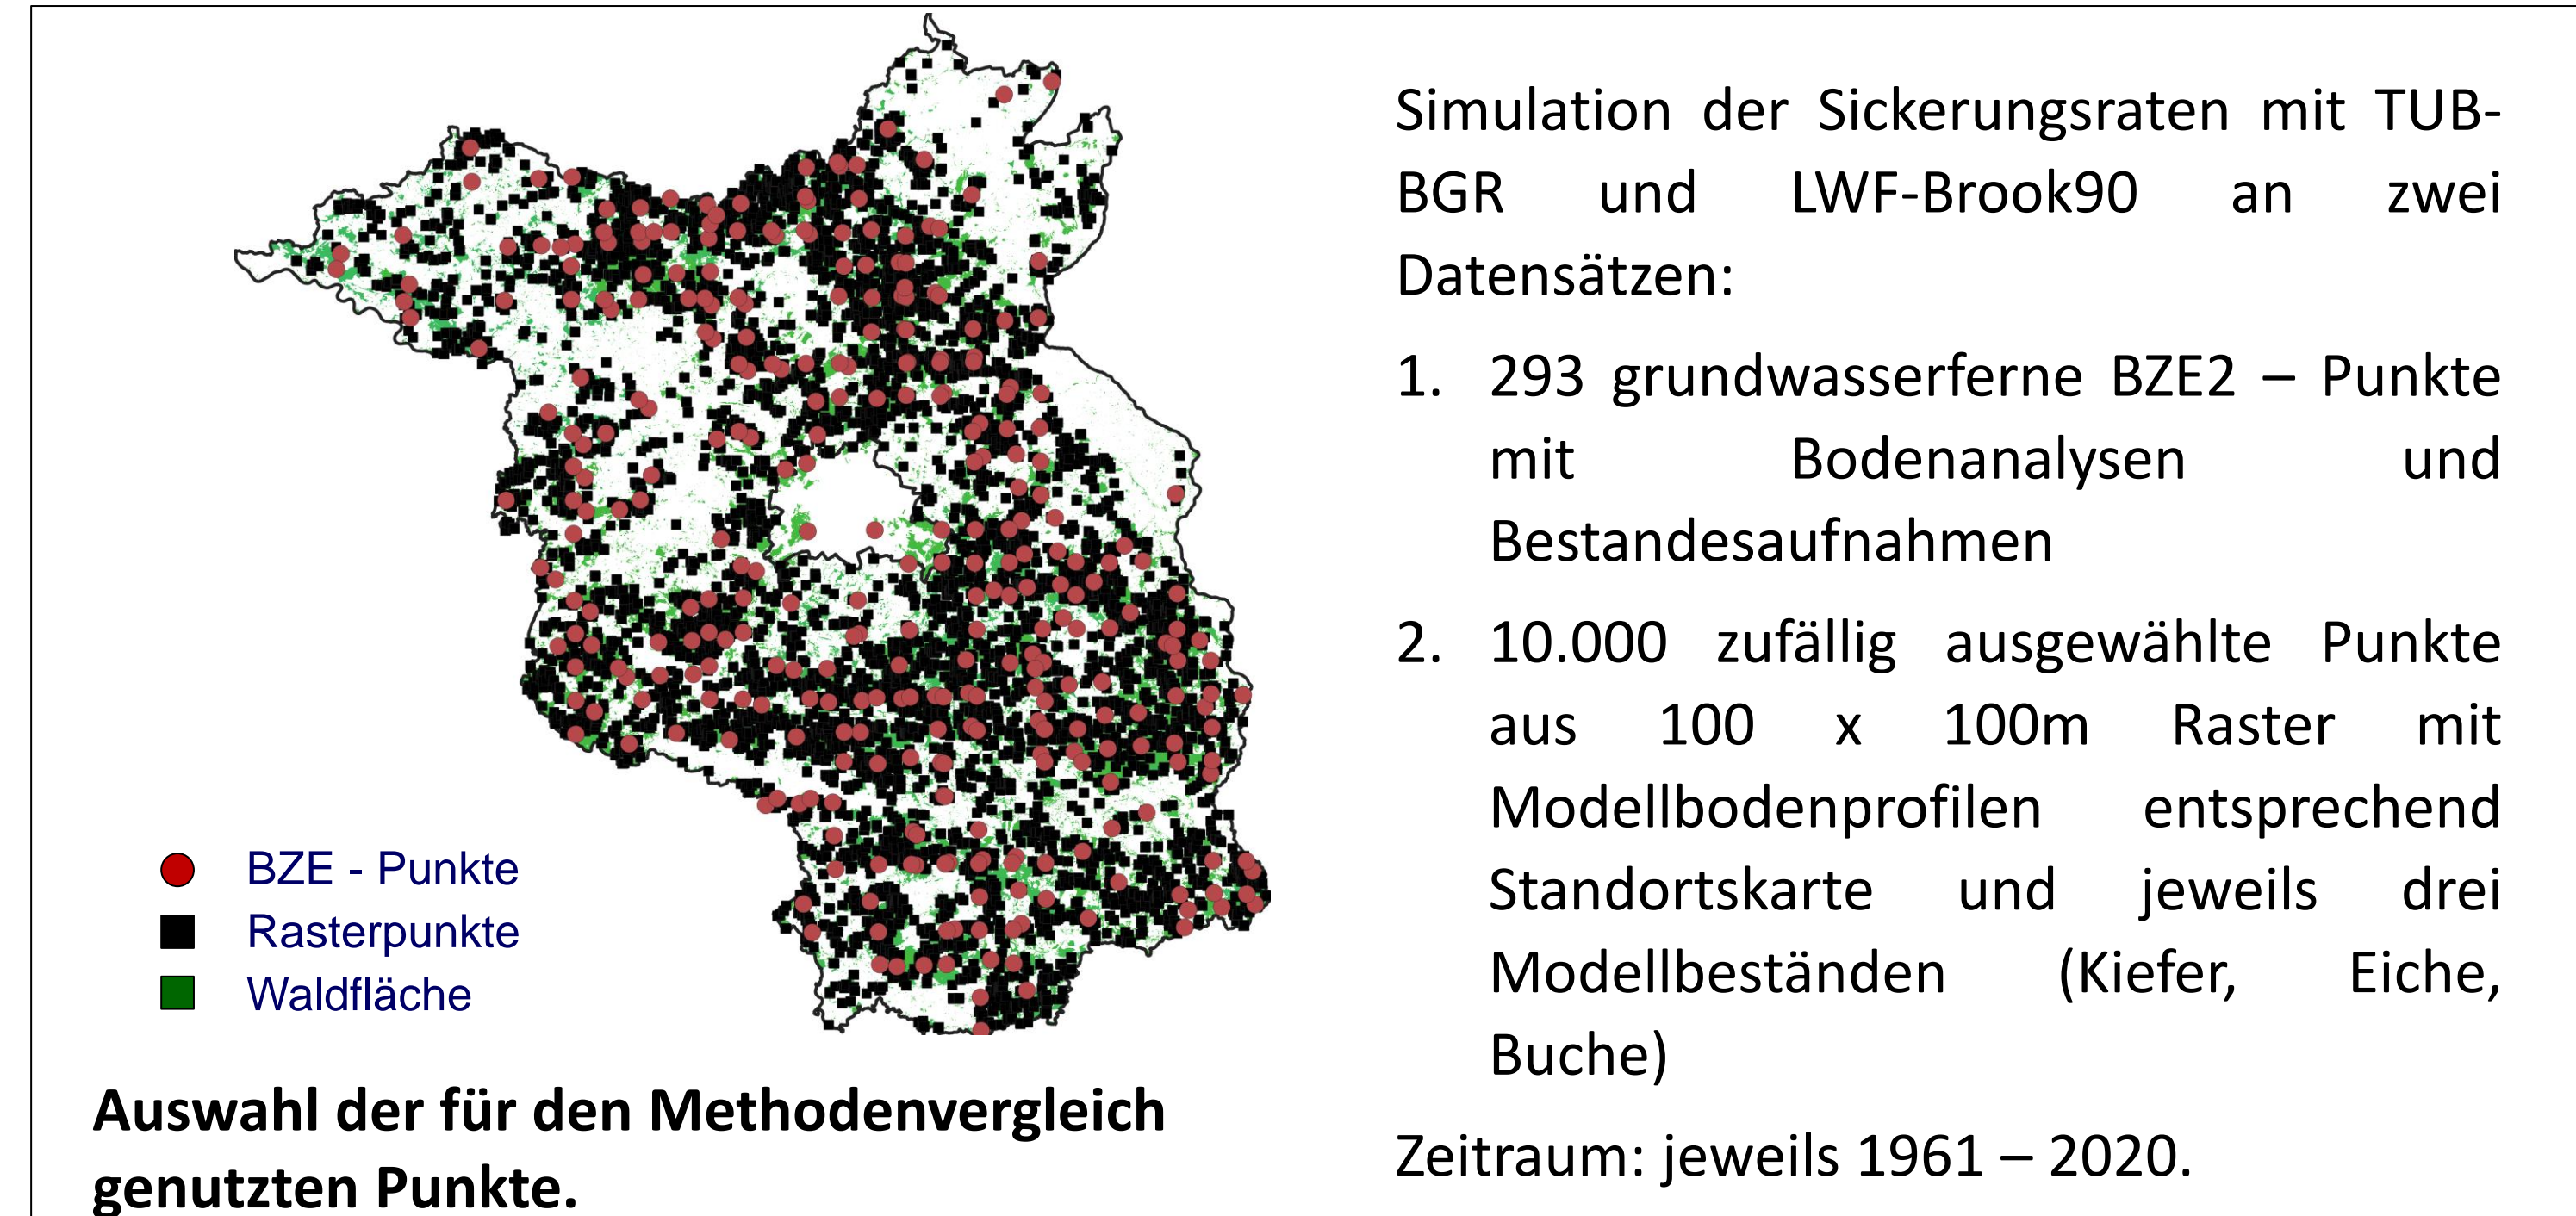 BZE - Punkte
Rasterpunkte
Waldfläche
Auswahl der für den Methodenvergleich
genutzten Punkte.
Simulation der Sickerungsraten mit TUB-
BGR und LWF-Brook90 an zwei
Datensätzen:
1. 293 grundwasserferne BZE2 – Punkte
mit Bodenanalysen und
Bestandesaufnahmen
2. 10.000 zufällig ausgewählte Punkte
aus 100 x 100m Raster mit
Modellbodenprofilen entsprechend
Standortskarte und jeweils drei
Modellbeständen (Kiefer, Eiche,
Buche)
Zeitraum: jeweils 1961 – 2020.